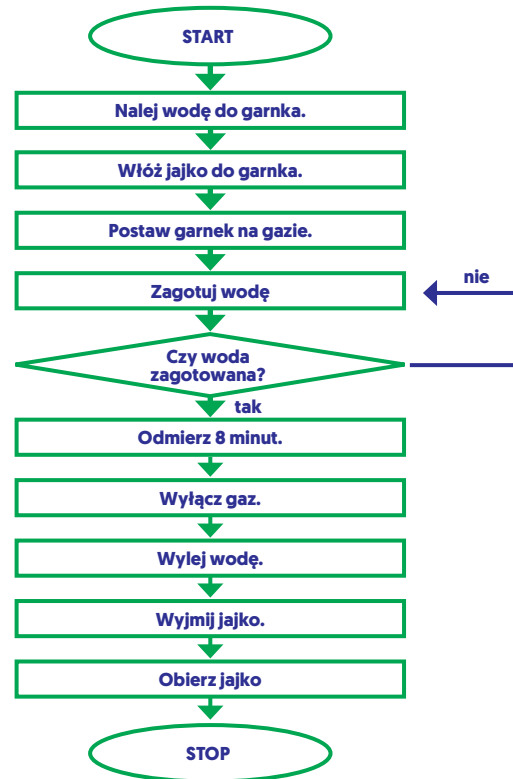 START
Nalej wodę do garnka.
Włóż jajko do garnka.
Postaw garnek na gazie.
Zagotuj wodę
nie
Czy woda
zagotowana?
tak
Odmierz 8 minut.
Wyłącz gaz.
Wylej wodę.
Wyjmij jajko.
Obierz jajko
STOP